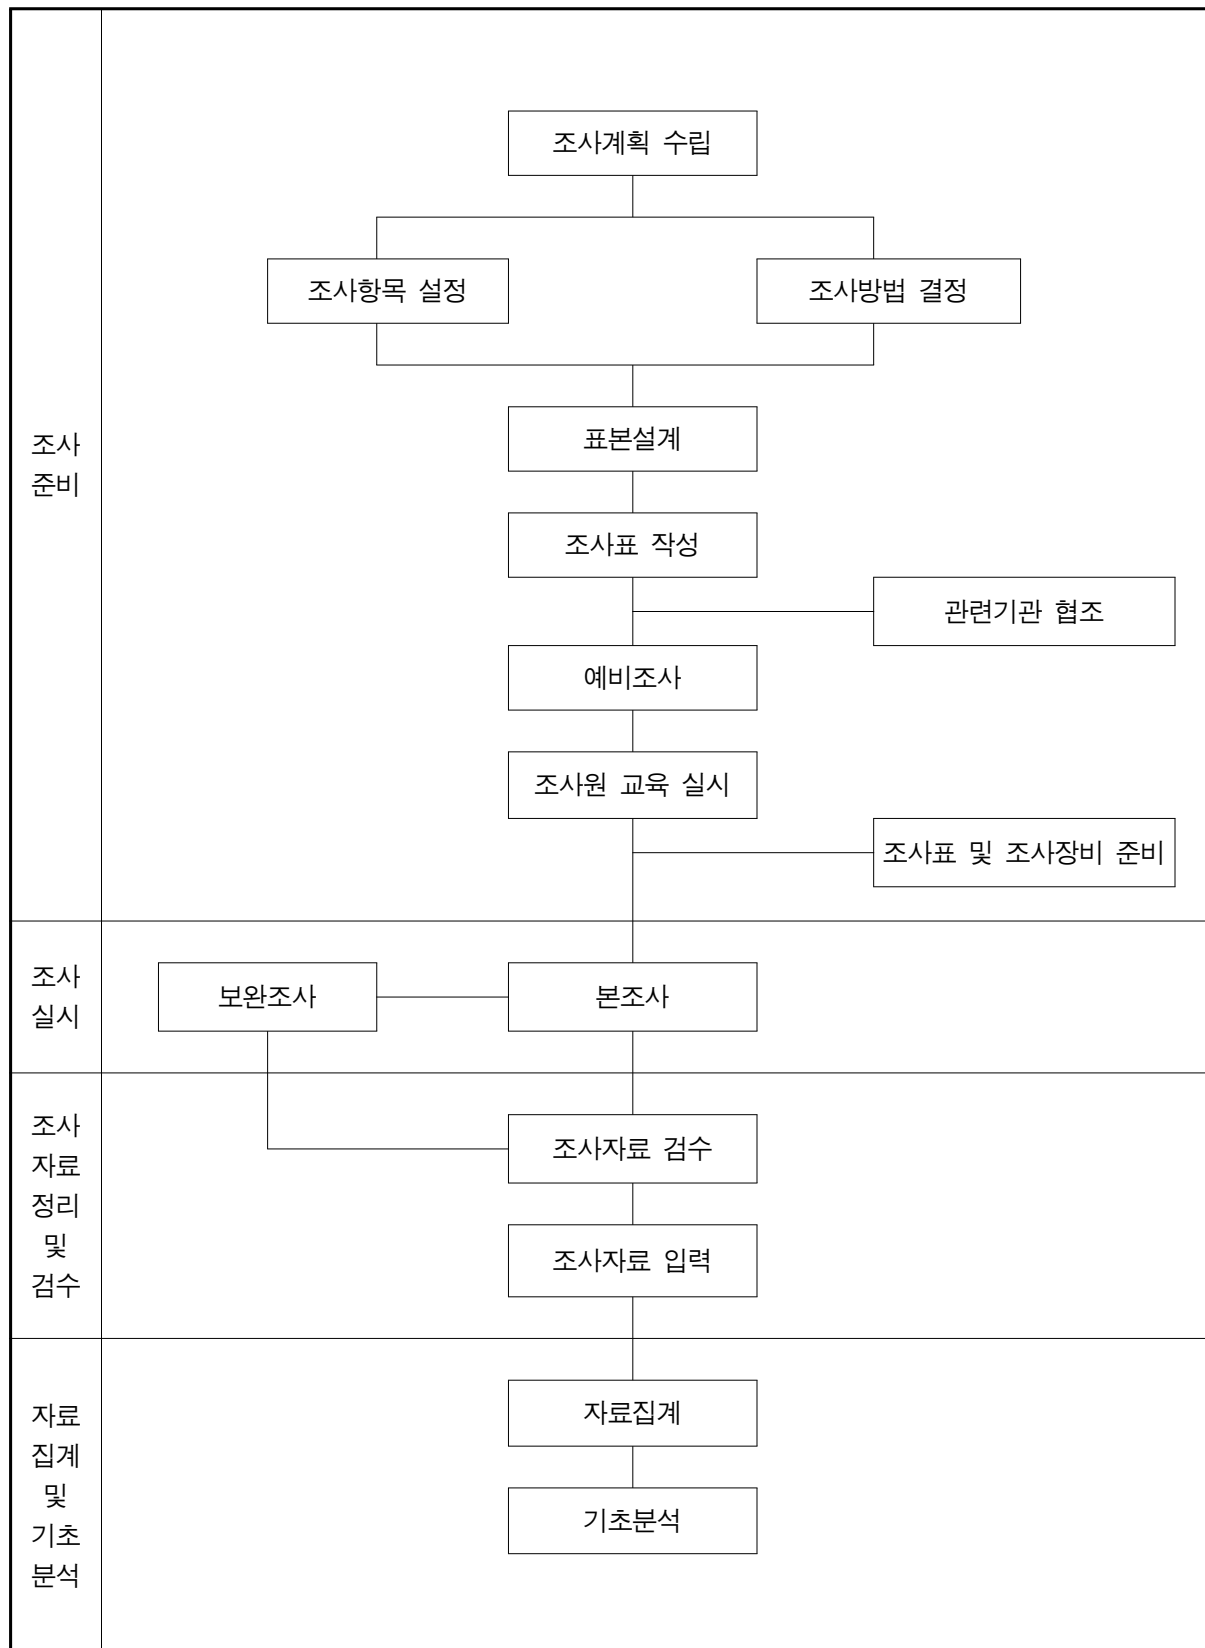 조사계획 수립
조사항목 설정
조사방법 결정
표본설계
조사
준비
조사표 작성
관련기관 협조
예비조사
조사원 교육 실시
조사표 및 조사장비 준비
조사
실시
보완조사
본조사
조사
자료
정리
및
검수
조사자료 검수
조사자료 입력
자료
집계
및
기초
분석
자료집계
기초분석